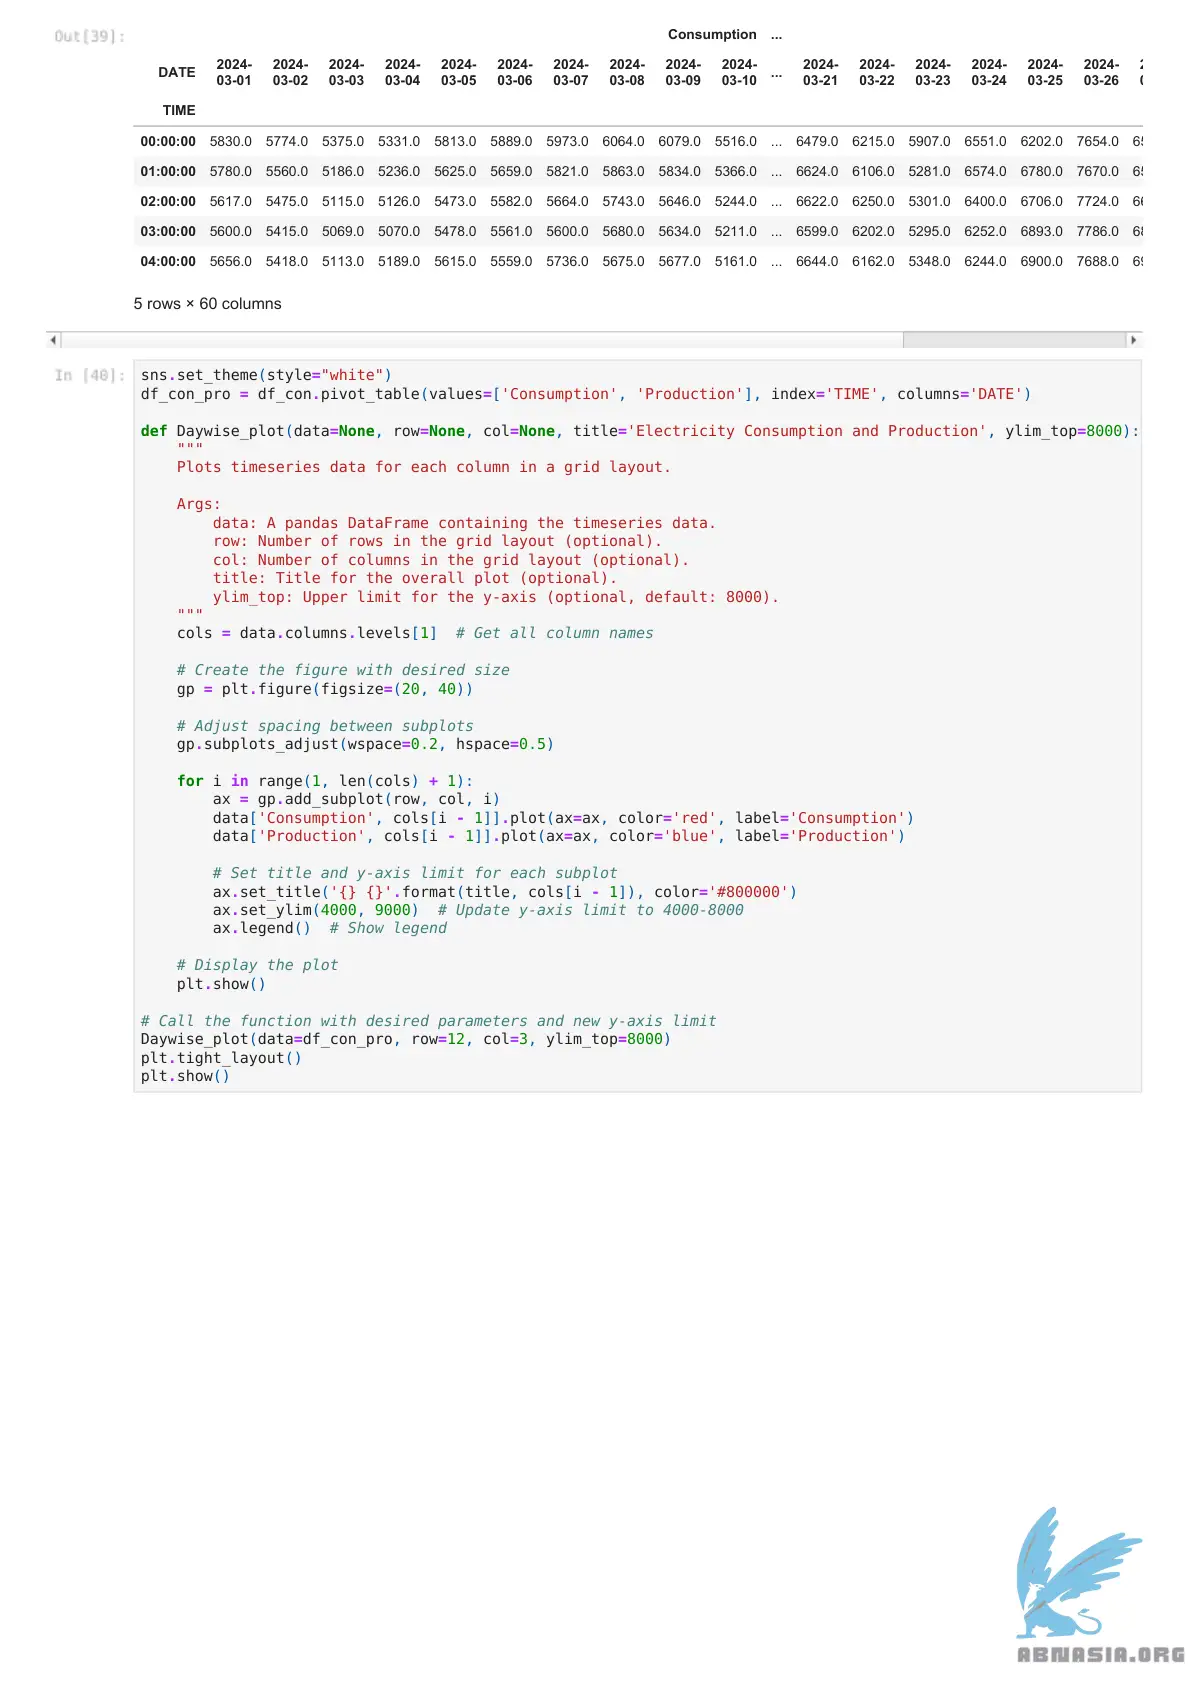 Out[39]:
Consumption ...
DATE 2024-03-01 2024-03-02 2024-03-03 2024-03-04 2024-03-05 2024-03-06 2024-03-07 2024-03-08 2024-03-09 2024-03-10 ... 2024-03-21 2024-03-22 2024-03-23 2024-03-24 2024-03-25 2024-03-26
TIME
00:00:00 5830.0 5774.0 5375.0 5331.0 5813.0 5889.0 5973.0 6064.0 6079.0 5516.0 ... 6479.0 6215.0 5907.0 6551.0 6202.0 7654.0
01:00:00 5780.0 5560.0 5186.0 5236.0 5625.0 5659.0 5821.0 5863.0 5834.0 5366.0 ... 6624.0 6106.0 5281.0 6574.0 6780.0 7670.0
02:00:00 5617.0 5475.0 5115.0 5126.0 5473.0 5582.0 5664.0 5743.0 5646.0 5244.0 ... 6622.0 6250.0 5301.0 6400.0 6706.0 7724.0
03:00:00 5600.0 5415.0 5069.0 5070.0 5478.0 5561.0 5600.0 5680.0 5634.0 5211.0 ... 6599.0 6202.0 5295.0 6252.0 6893.0 7786.0
04:00:00 5656.0 5418.0 5113.0 5189.0 5615.0 5559.0 5736.0 5675.0 5677.0 5161.0 ... 6644.0 6162.0 5348.0 6244.0 6900.0 7688.0
5 rows × 60 columns
In [40]:
sns.set_theme(style="white")
df_con_pro = df_con.pivot_table(values=['Consumption', 'Production'], index='TIME', columns='DATE')
def Daywise_plot(data=None, row=None, col=None, title='Electricity Consumption and Production', ylim_top=8000):
    """
    Plots timeseries data for each column in a grid layout.
    Args:
        data: A pandas DataFrame containing the timeseries data.
        row: Number of rows in the grid layout (optional).
        col: Number of columns in the grid layout (optional).
        title: Title for the overall plot (optional).
        ylim_top: Upper limit for the y-axis (optional, default: 8000).
    """
    cols = data.columns.levels[1]  # Get all column names
    # Create the figure with desired size
    gp = plt.figure(figsize=(20, 40))
    # Adjust spacing between subplots
    gp.subplots_adjust(wspace=0.2, hspace=0.5)
    for i in range(1, len(cols) + 1):
        ax = gp.add_subplot(row, col, i)
        data['Consumption', cols[i - 1]].plot(ax=ax, color='red', label='Consumption')
        data['Production', cols[i - 1]].plot(ax=ax, color='blue', label='Production')
        # Set title and y-axis limit for each subplot
        ax.set_title('{} {}'.format(title, cols[i - 1]), color='#800000')
        ax.set_ylim(4000, 9000)  # Update y-axis limit to 4000-8000
        ax.legend()  # Show legend
    # Display the plot
    plt.show()
# Call the function with desired parameters and new y-axis limit
Daywise_plot(data=df_con_pro, row=12, col=3, ylim_top=8000)
plt.tight_layout()
plt.show()
ABNASIA.ORG